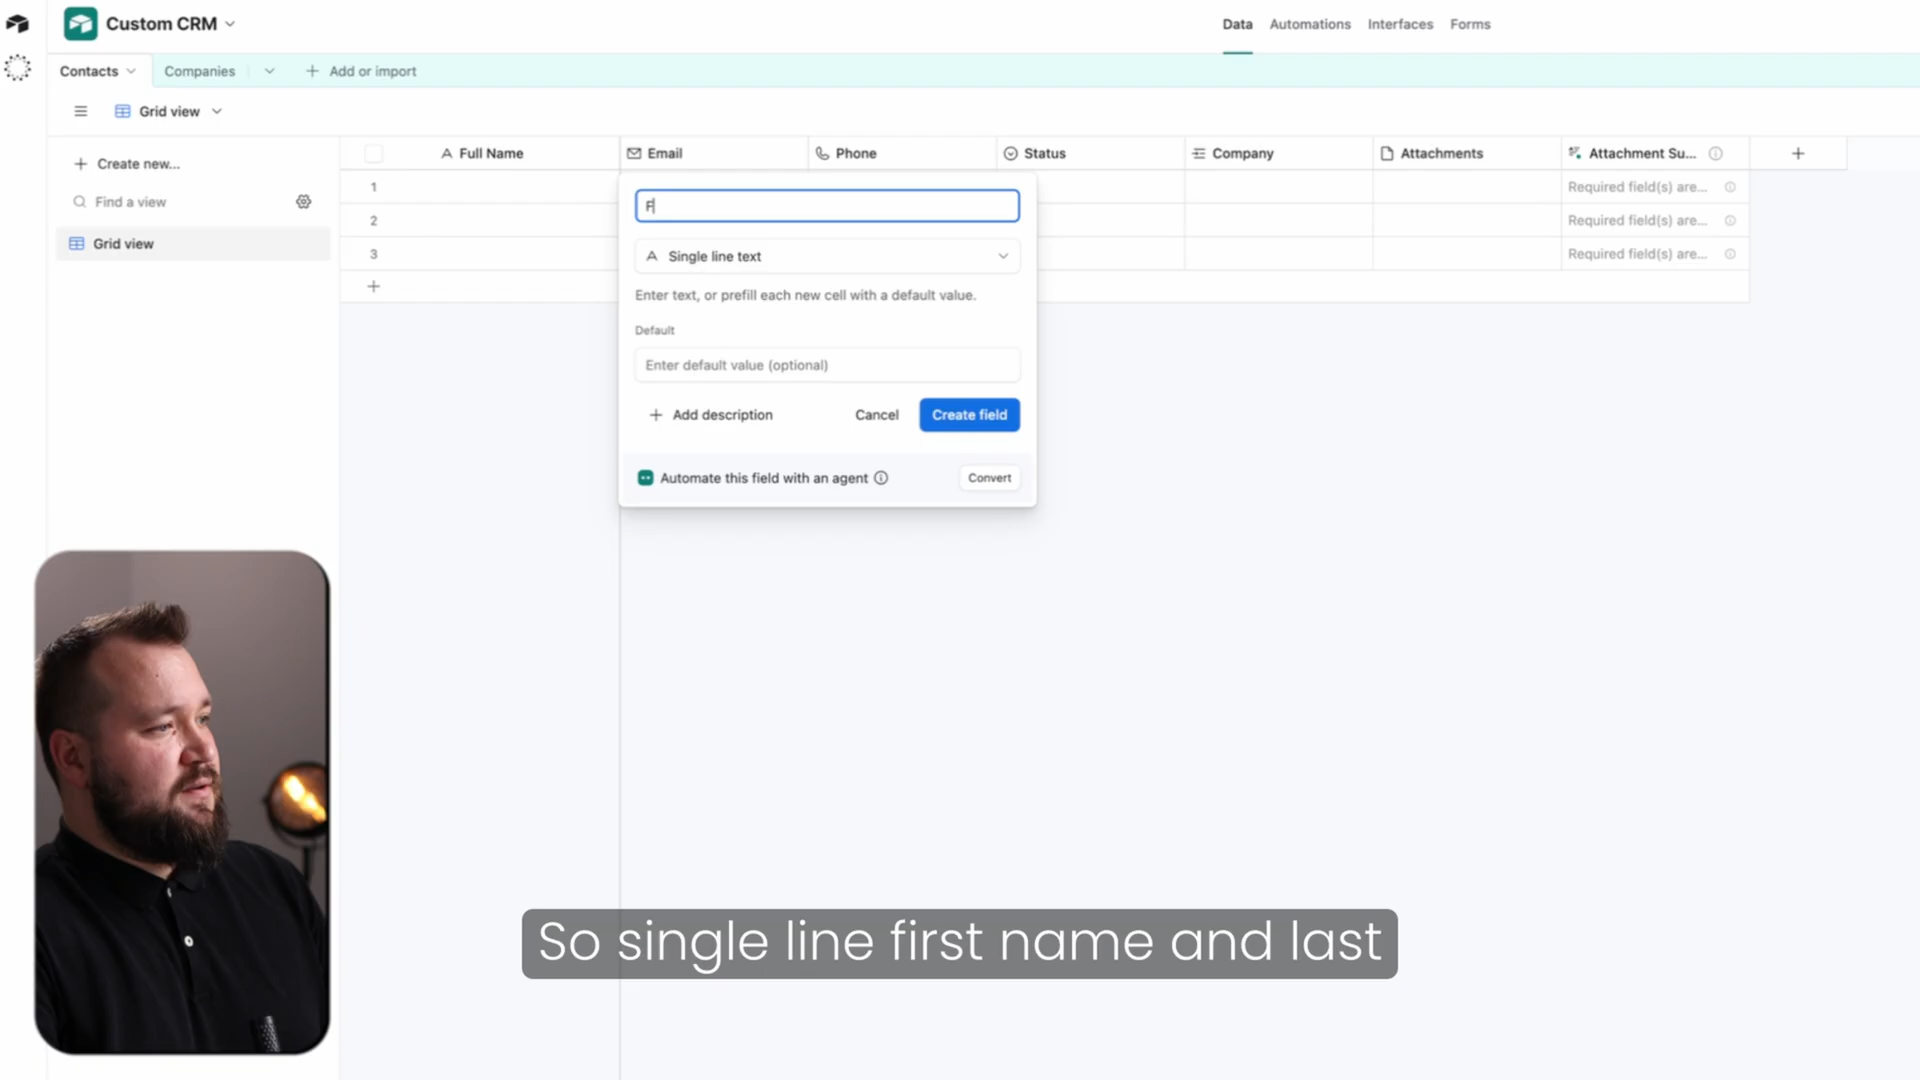 Custom CRM
Data
Automations
Interfaces
Forms
Contacts
Companies
Add or import
Grid view
Create new...
Find a view
Grid view
Full Name
Email
Phone
Status
Company
Attachments
Attachment Su...
1
Required field(s) are...
2
Required field(s) are...
3
Required field(s) are...
F
Single line text
Enter text, or prefill each new cell with a default value.
Default
Enter default value (optional)
Add description
Cancel
Create field
Automate this field with an agent
Convert
So single line first name and last